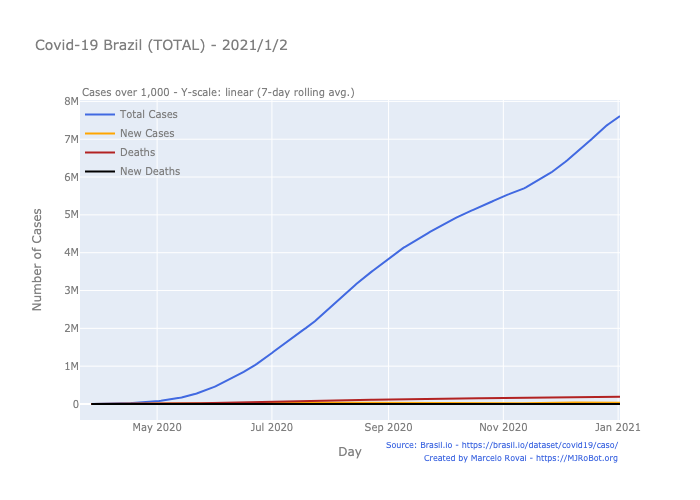 Covid-19 Brazil (TOTAL) - 2021/1/2
Cases over 1,000 - Y-scale: linear (7-day rolling avg.)
8M
7M
6M
5M
4M
3M
2M
1M
0
Number of Cases
Total Cases
New Cases
Deaths
New Deaths
May 2020
Jul 2020
Sep 2020
Nov 2020
Jan 2021
Day
Source: Brasil.io - https://brasil.io/dataset/covid19/caso/
Created by Marcelo Rovai - https://MJRoBot.org